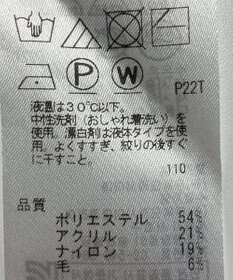 P
W
P22T
液温は30℃以下。
中性洗剤（おしゃれ着洗い）を
使用。漂白剤は液体タイプを使
用。よくすすぎ、絞りの後すぐ
に干すこと。
110
品質
ポリエステル 54%
アクリル 21%
ナイロン 19%
毛 6%